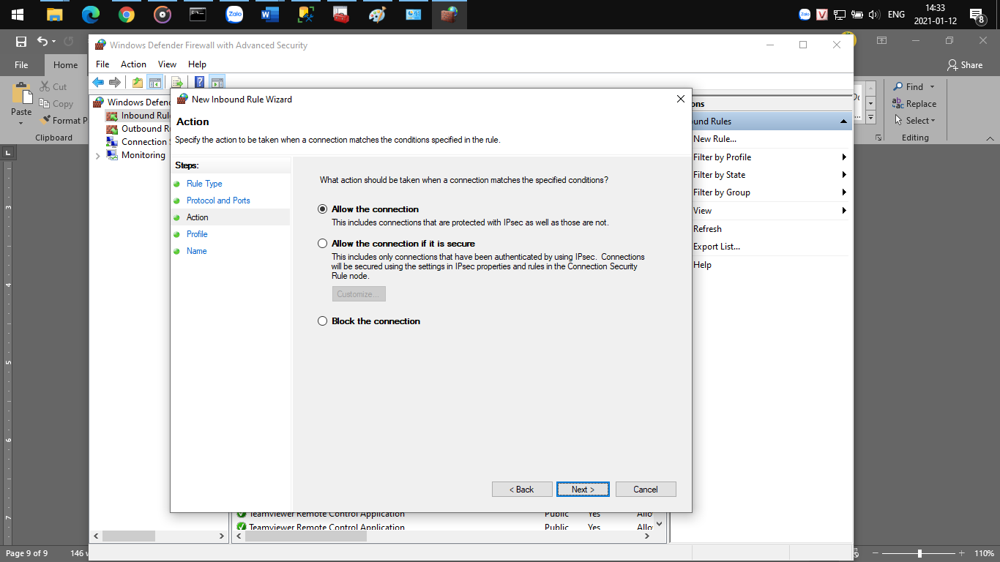 Zalo
Zalo
V
ENG
14:33
2021-01-12
8
Windows Defender Firewall with Advanced Security
File
Home
Share
File Action View Help
Cut
Copy
Format P
Paste
Clipboard
Find
Replace
Select
Editing
Windows Defend
Inbound Rul
Outbound R
Connection S
Monitoring
New Inbound Rule Wizard
Action
Specify the action to be taken when a connection matches the conditions specified in the rule.
Steps:
Rule Type
Protocol and Ports
Action
Profile
Name
What action should be taken when a connection matches the specified conditions?
Allow the connection
This includes connections that are protected with IPsec as well as those are not.
Allow the connection if it is secure
This includes only connections that have been authenticated by using IPsec. Connections
will be secured using the settings in IPsec properties and rules in the Connection Security
Rule node.
Customize...
Block the connection
< Back
Next >
Cancel
ons
und Rules
New Rule...
Filter by Profile
Filter by State
Filter by Group
View
Refresh
Export List...
Help
Teamviewer Remote Control Application Public Yes Allo
Teamviewer Remote Control Application Public Yes Allo
3
4
5
6
7
Page 9 of 9
146 w
110%